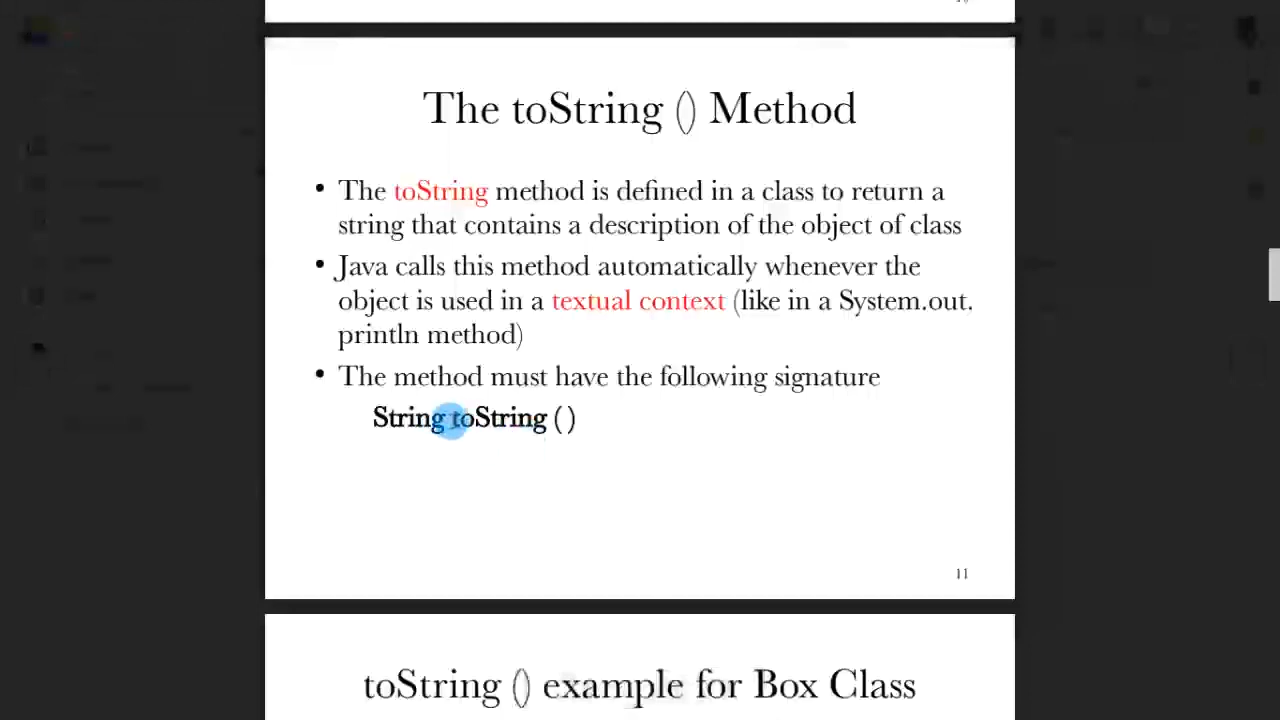 The toString () Method
• The toString method is defined in a class to return a
string that contains a description of the object of class
• Java calls this method automatically whenever the
object is used in a textual context (like in a System.out.
println method)
• The method must have the following signature
String toString ( )
11
toString () example for Box Class